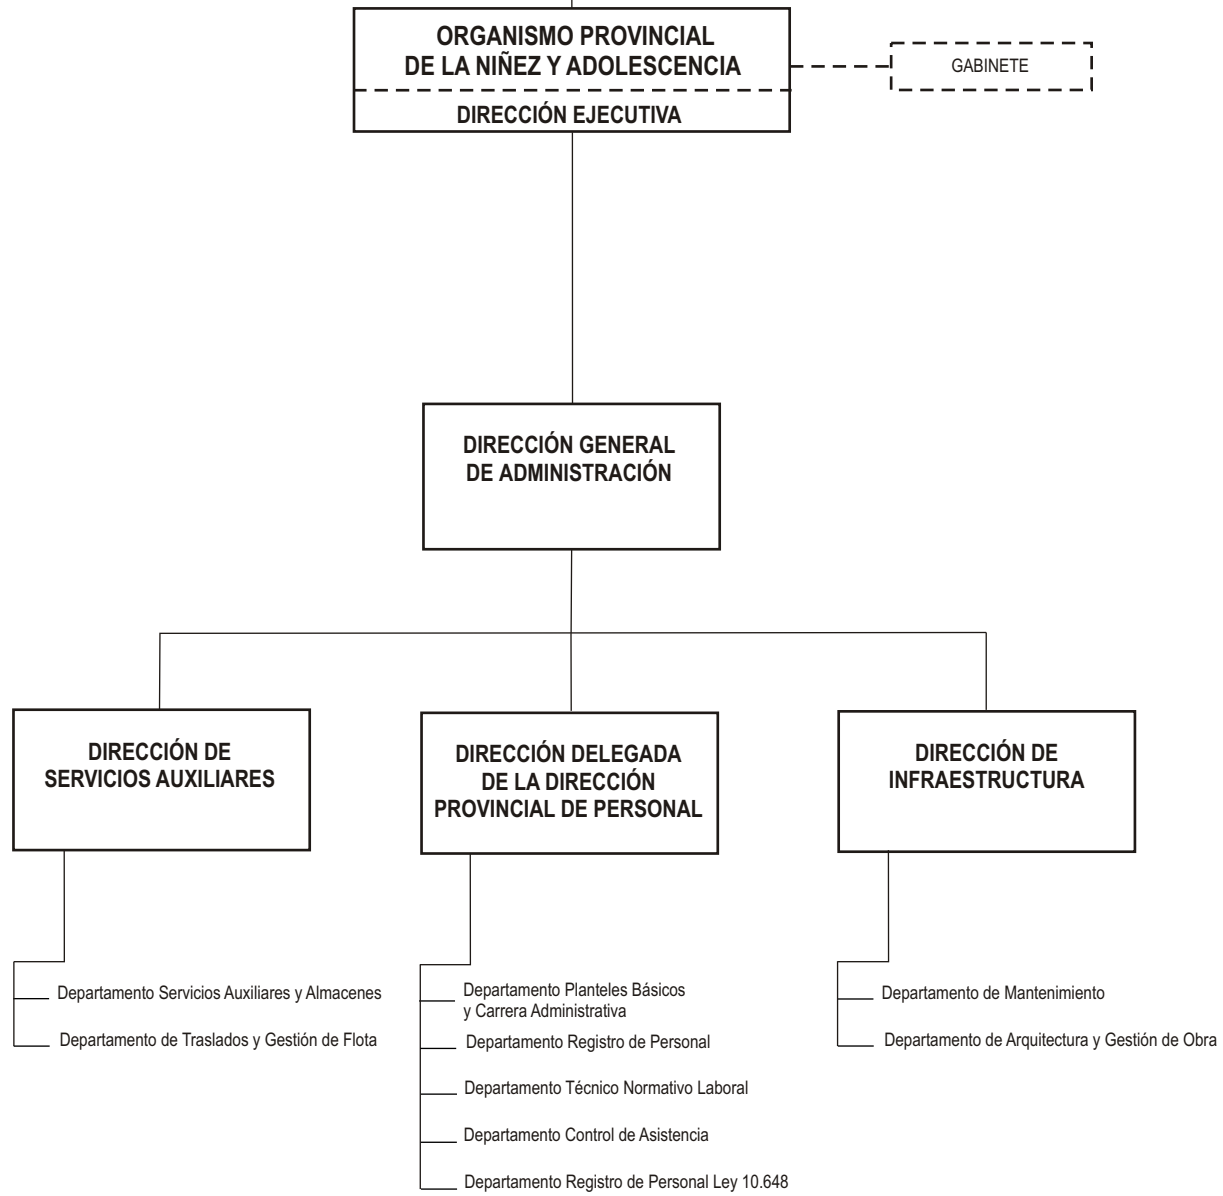 ORGANISMO PROVINCIAL
DE LA NIÑEZ Y ADOLESCENCIA
DIRECCIÓN EJECUTIVA
GABINETE
DIRECCIÓN GENERAL
DE ADMINISTRACIÓN
DIRECCIÓN DE
SERVICIOS AUXILIARES
DIRECCIÓN DELEGADA
DE LA DIRECCIÓN
PROVINCIAL DE PERSONAL
DIRECCIÓN DE
INFRAESTRUCTURA
Departamento Servicios Auxiliares y Almacenes
Departamento de Traslados y Gestión de Flota
Departamento Planteles Básicos
y Carrera Administrativa
Departamento Registro de Personal
Departamento Técnico Normativo Laboral
Departamento Control de Asistencia
Departamento Registro de Personal Ley 10.648
Departamento de Mantenimiento
Departamento de Arquitectura y Gestión de Obra